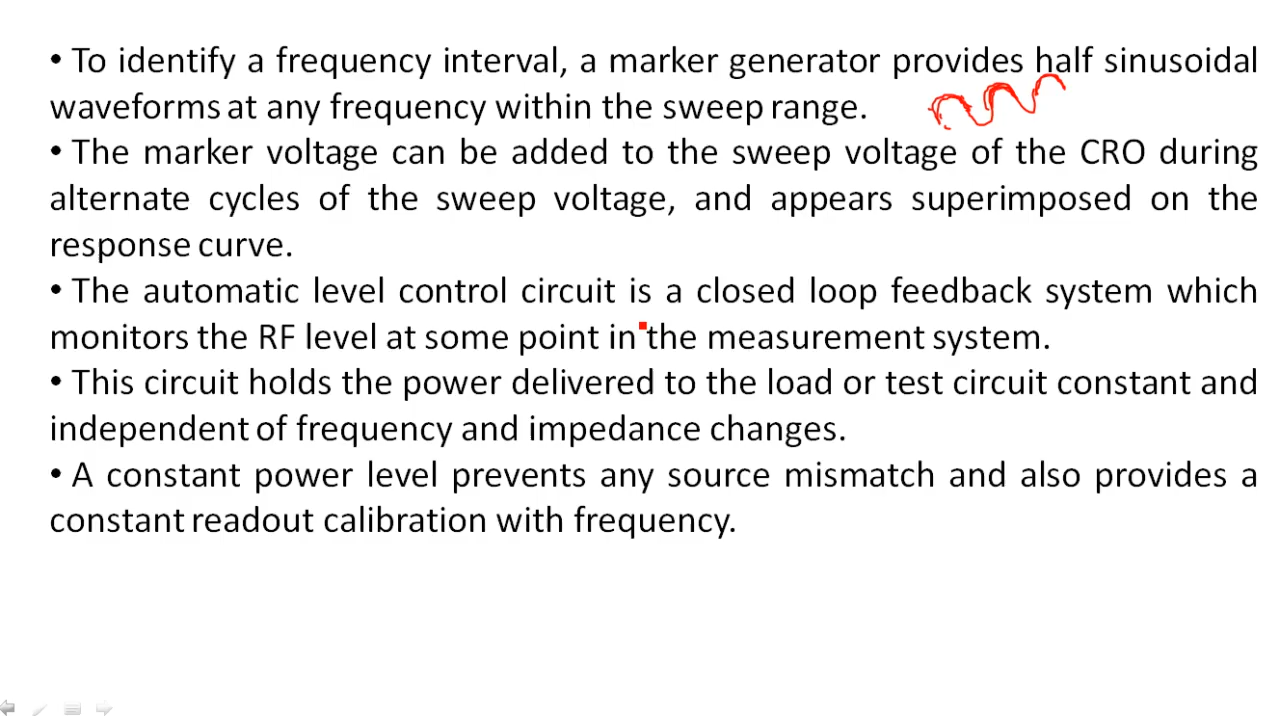 • To identify a frequency interval, a marker generator provides half sinusoidal
waveforms at any frequency within the sweep range.
• The marker voltage can be added to the sweep voltage of the CRO during
alternate cycles of the sweep voltage, and appears superimposed on the
response curve.
• The automatic level control circuit is a closed loop feedback system which
monitors the RF level at some point in the measurement system.
• This circuit holds the power delivered to the load or test circuit constant and
independent of frequency and impedance changes.
• A constant power level prevents any source mismatch and also provides a
constant readout calibration with frequency.